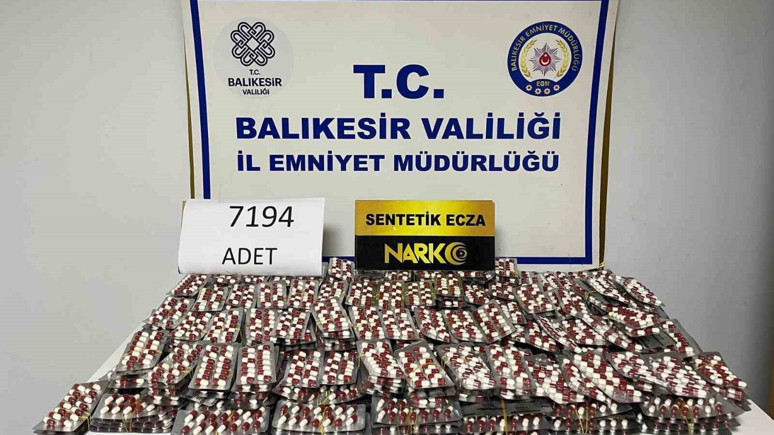 T.C.
BALIKESİR
VALİLİĞİ
BALIKESİR EMNİYET MÜDÜRLÜĞÜ
EGM
T.C.
BALIKESİR VALİLİĞİ
İL EMNİYET MÜDÜRLÜĞÜ
7194
ADET
SENTETİK ECZA
NARKO